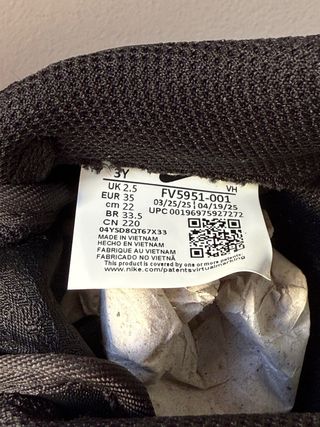 3Y
UK 2.5
EUR 35
cm 22
BR 33.5
CN 220
VH
FV5951-001
03/25/25 | 04/19/25
UPC 00196975927272
04YSD8QT67X33
MADE IN VIETNAM
HECHO EN VIETNAM
FABRIQUE AU VIETNAM
FABRICADO NO VIETNÃ
This product is covered by one or more patents
www.nike.com/patentsvirtualmarking